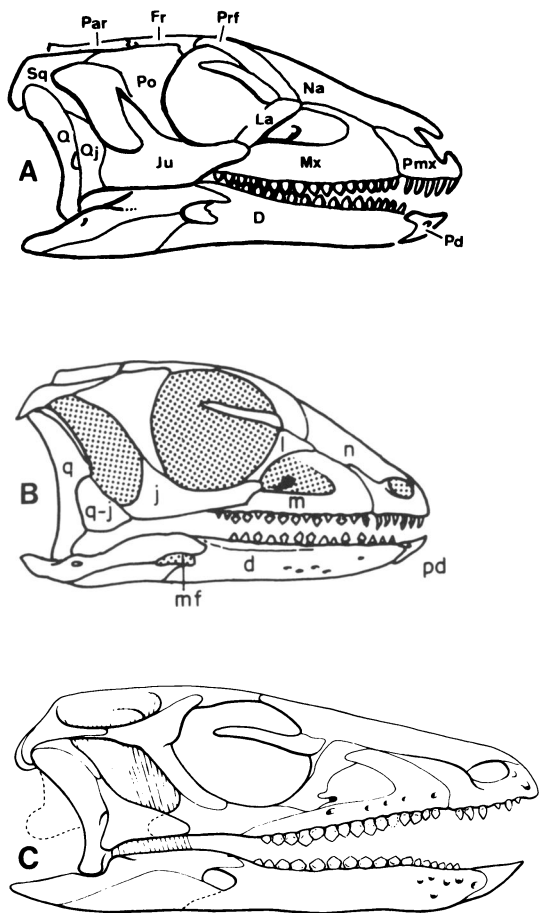 Par Fr Prf
Sq Po Na
La
Q Qj
A Ju Mx Pmx
D
Pd
n
l
q
B j m
q-j
d pd
mf
C